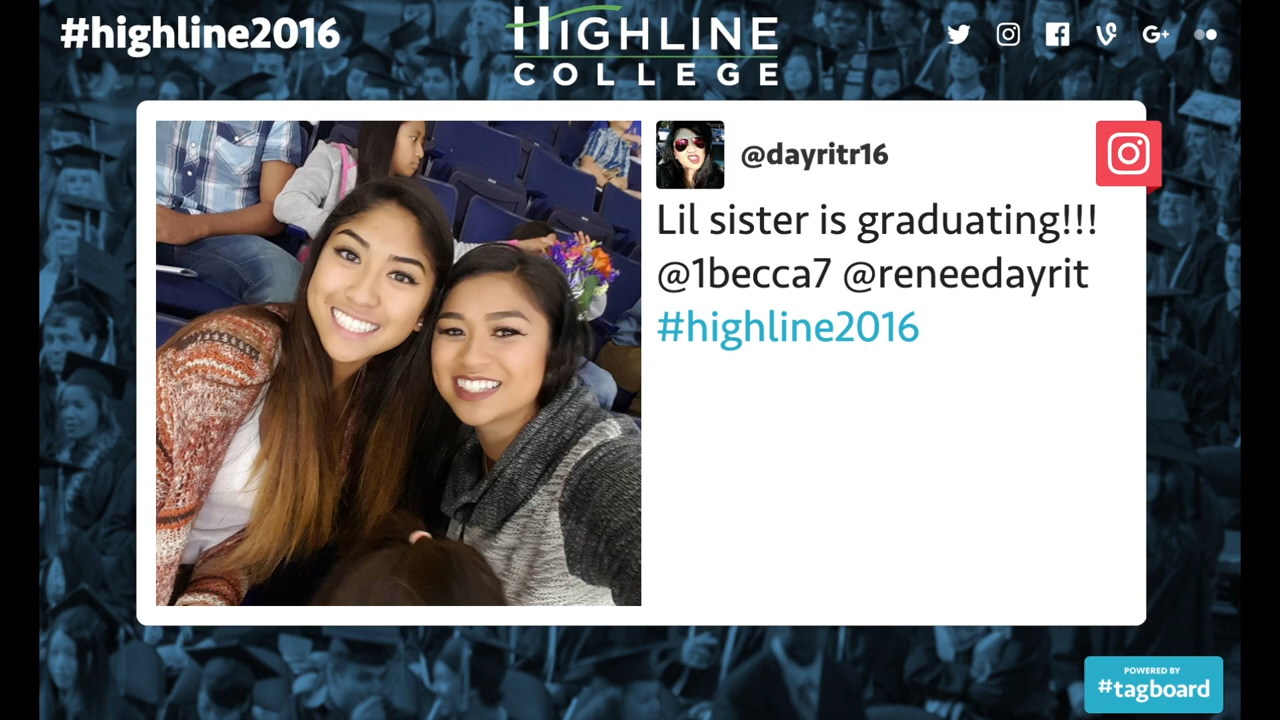 #highline2016
HIGHLINE
COLLEGE
@dayritr16
Lil sister is graduating!!!
@1becca7 @reneedayrit
#highline2016
POWERED BY
#tagboard